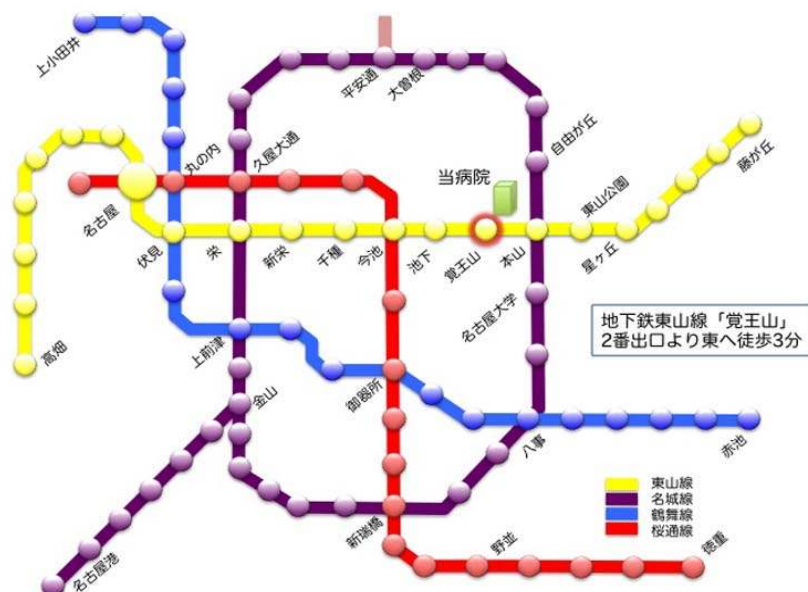 上小田井
平安通
大曽根
自由が丘
藤が丘
丸の内
久屋大通
当病院
東山公園
名古屋
伏見
栄
新栄
千種
今池
池下
覚王山
本山
星ヶ丘
名古屋大学
地下鉄東山線「覚王山」
2番出口より東へ徒歩3分
高畑
上前津
金山
御器所
八事
赤池
東山線
名城線
鶴舞線
桜通線
新瑞橋
野並
徳重
名古屋港